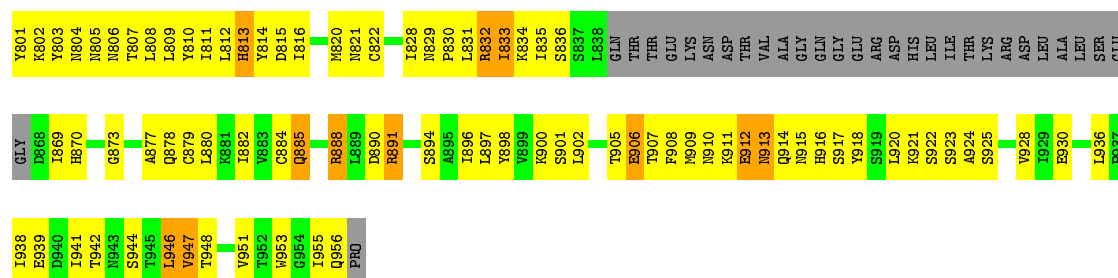 Y801 K802 Y803 N804 N805 N806 T807 L808 L809 Y810 I811 L812 H813 Y814 D815 I816 M820 N821 C822 I828 N829 P830 L831 R832 I833 K834 I835 S836 S837 L838 GLN THR THR GLU LYS ASN ASP THR VAL ALA GLY GLN GLY GLU ARG ASP HIS LEU ILE THR LYS ARG ASP LEU ALA LEU SER GLU
GLY D868 I869 H870 G873 A877 Q878 C879 L880 K881 I882 V883 C884 Q885 R888 L889 D890 R891 S894 A895 I896 L897 Y898 V899 K900 S901 L902 T905 E906 T907 F908 M909 N910 K911 E912 N913 Q914 N915 H916 S917 Y918 S919 L920 K921 S922 S923 A924 S925 V928 I929 E930 L936
I938 E939 D940 I941 T942 N943 S944 T945 L946 V947 T948 V951 T952 W953 G954 I955 Q956 PRO